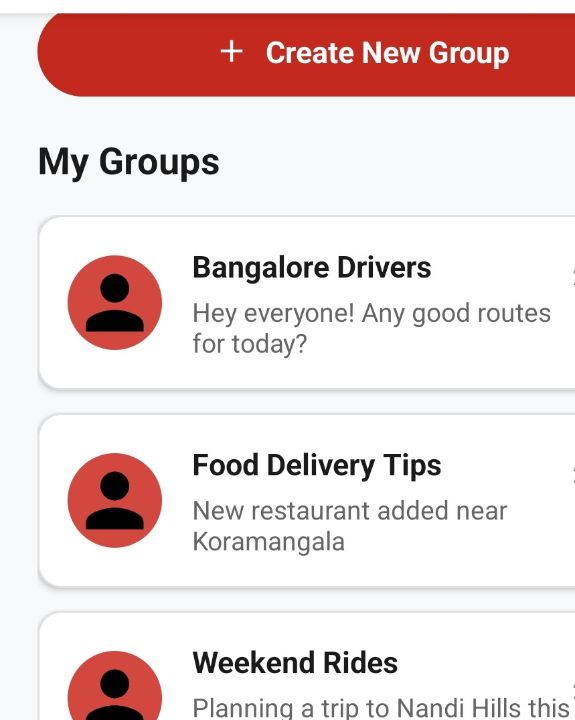 + Create New Group
My Groups
Bangalore Drivers
Hey everyone! Any good routes
for today?
Food Delivery Tips
New restaurant added near
Koramangala
Weekend Rides
Planning a trip to Nandi Hills this